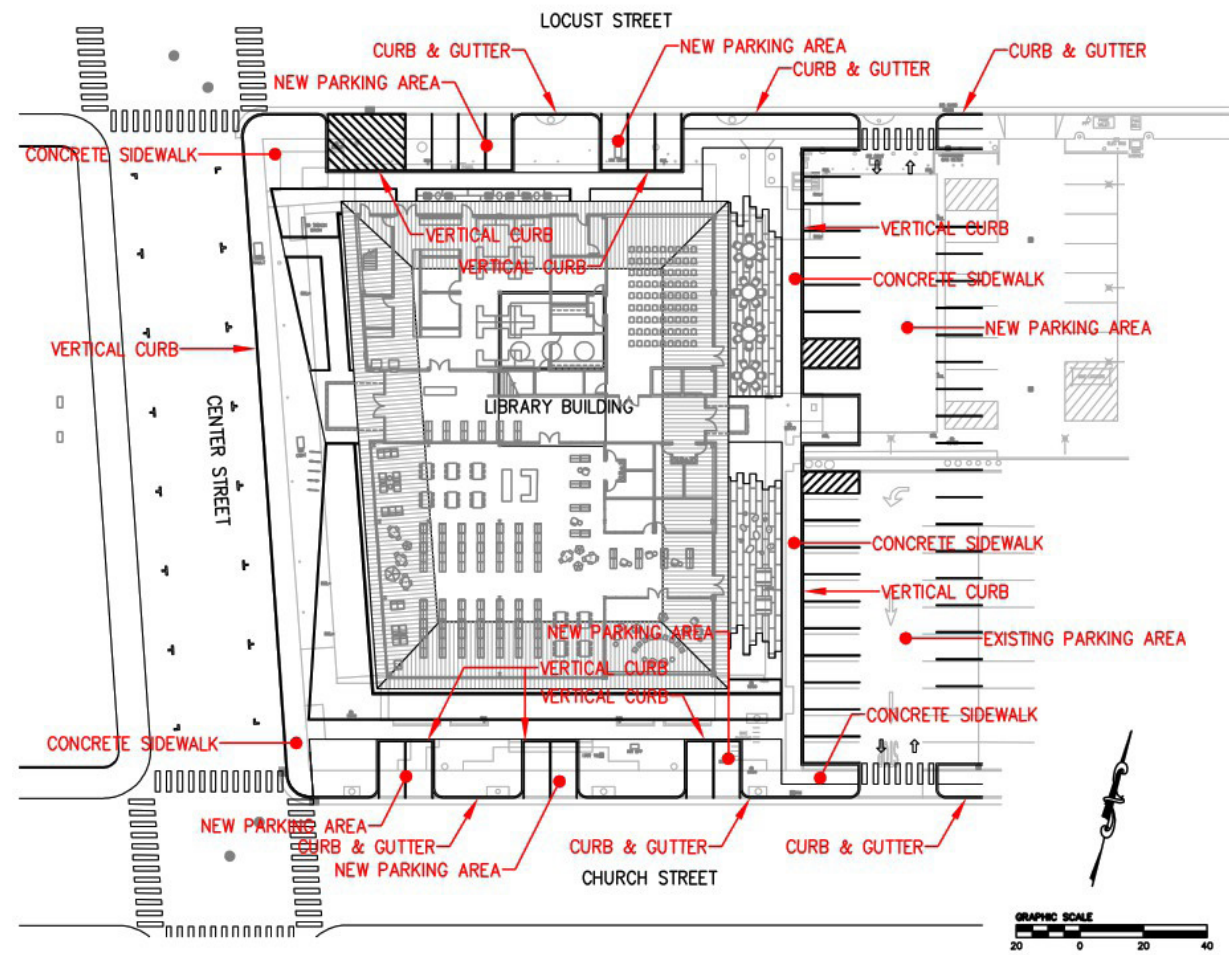 LOCUST STREET
CURB & GUTTER
NEW PARKING AREA
CURB & GUTTER
NEW PARKING AREA
CURB & GUTTER
CONCRETE SIDEWALK
VERTICAL CURB
VERTICAL CURB
VERTICAL CURB
CONCRETE SIDEWALK
NEW PARKING AREA
VERTICAL CURB
CENTER STREET
LIBRARY BUILDING
CONCRETE SIDEWALK
VERTICAL CURB
NEW PARKING AREA
EXISTING PARKING AREA
VERTICAL CURB
VERTICAL CURB
CONCRETE SIDEWALK
CONCRETE SIDEWALK
NEW PARKING AREA
CURB & GUTTER
CURB & GUTTER
CURB & GUTTER
NEW PARKING AREA
CHURCH STREET
GRAPHIC SCALE
20 0 20 40